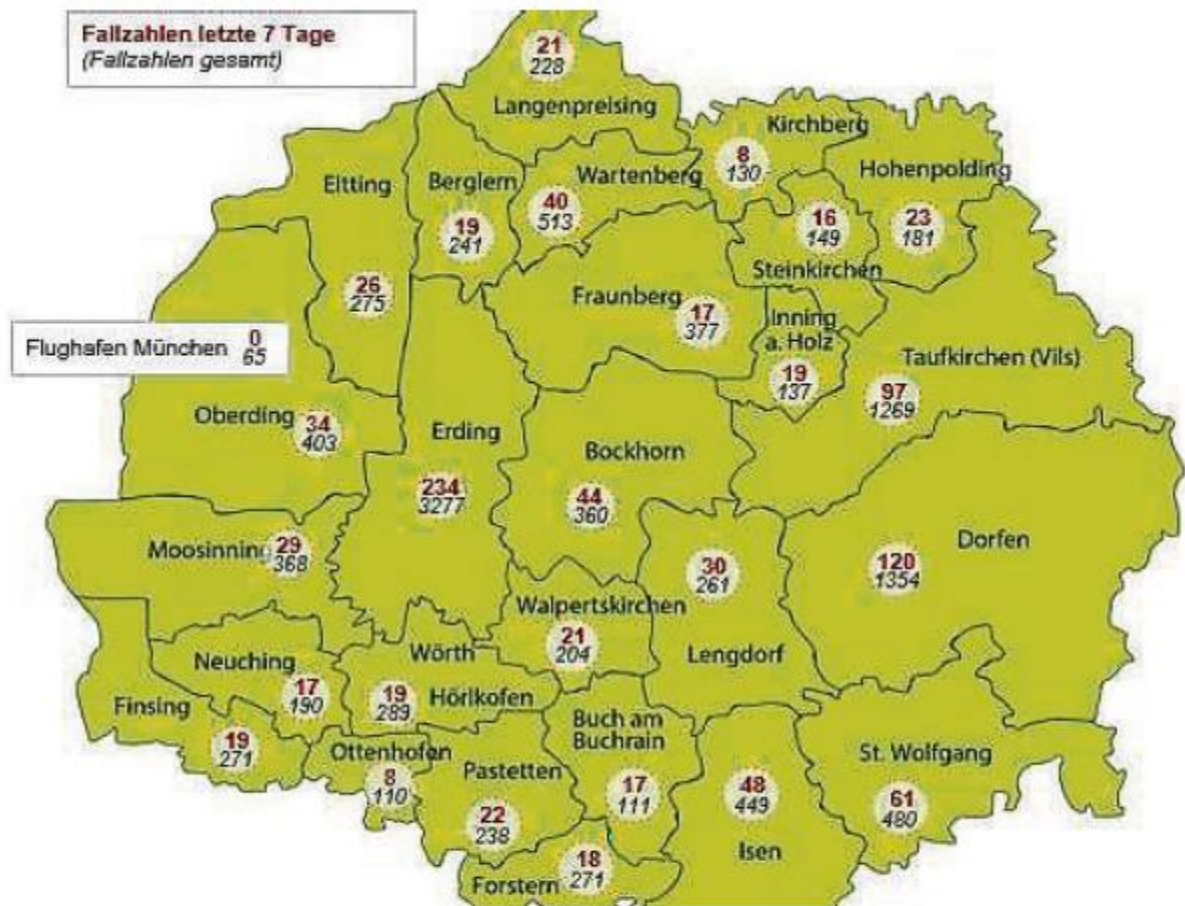 Fallzahlen letzte 7 Tage
(Fallzahlen gesamt)
21
228
Langenpreising
Kirchberg
8
130
Hohenpolding
23
181
Eitting
26
275
Berglern
19
241
Wartenberg
40
513
16
149
Steinkirchen
Fraunberg
17
377
Inning
a. Holz
19
137
Taufkirchen (Vils)
97
1269
Flughafen München
0
65
Oberding
34
403
Erding
234
3277
Bockhorn
44
360
Dorfen
120
1354
Moosinning
29
368
30
261
Lengdorf
Walpertskirchen
21
204
Neuching
17
190
Wörth
Hörlkofen
19
289
Finsing
19
271
Ottenhofen
8
110
Pastetten
22
238
Buch am
Buchrain
17
111
48
449
Isen
St. Wolfgang
61
480
18
271
Forstern